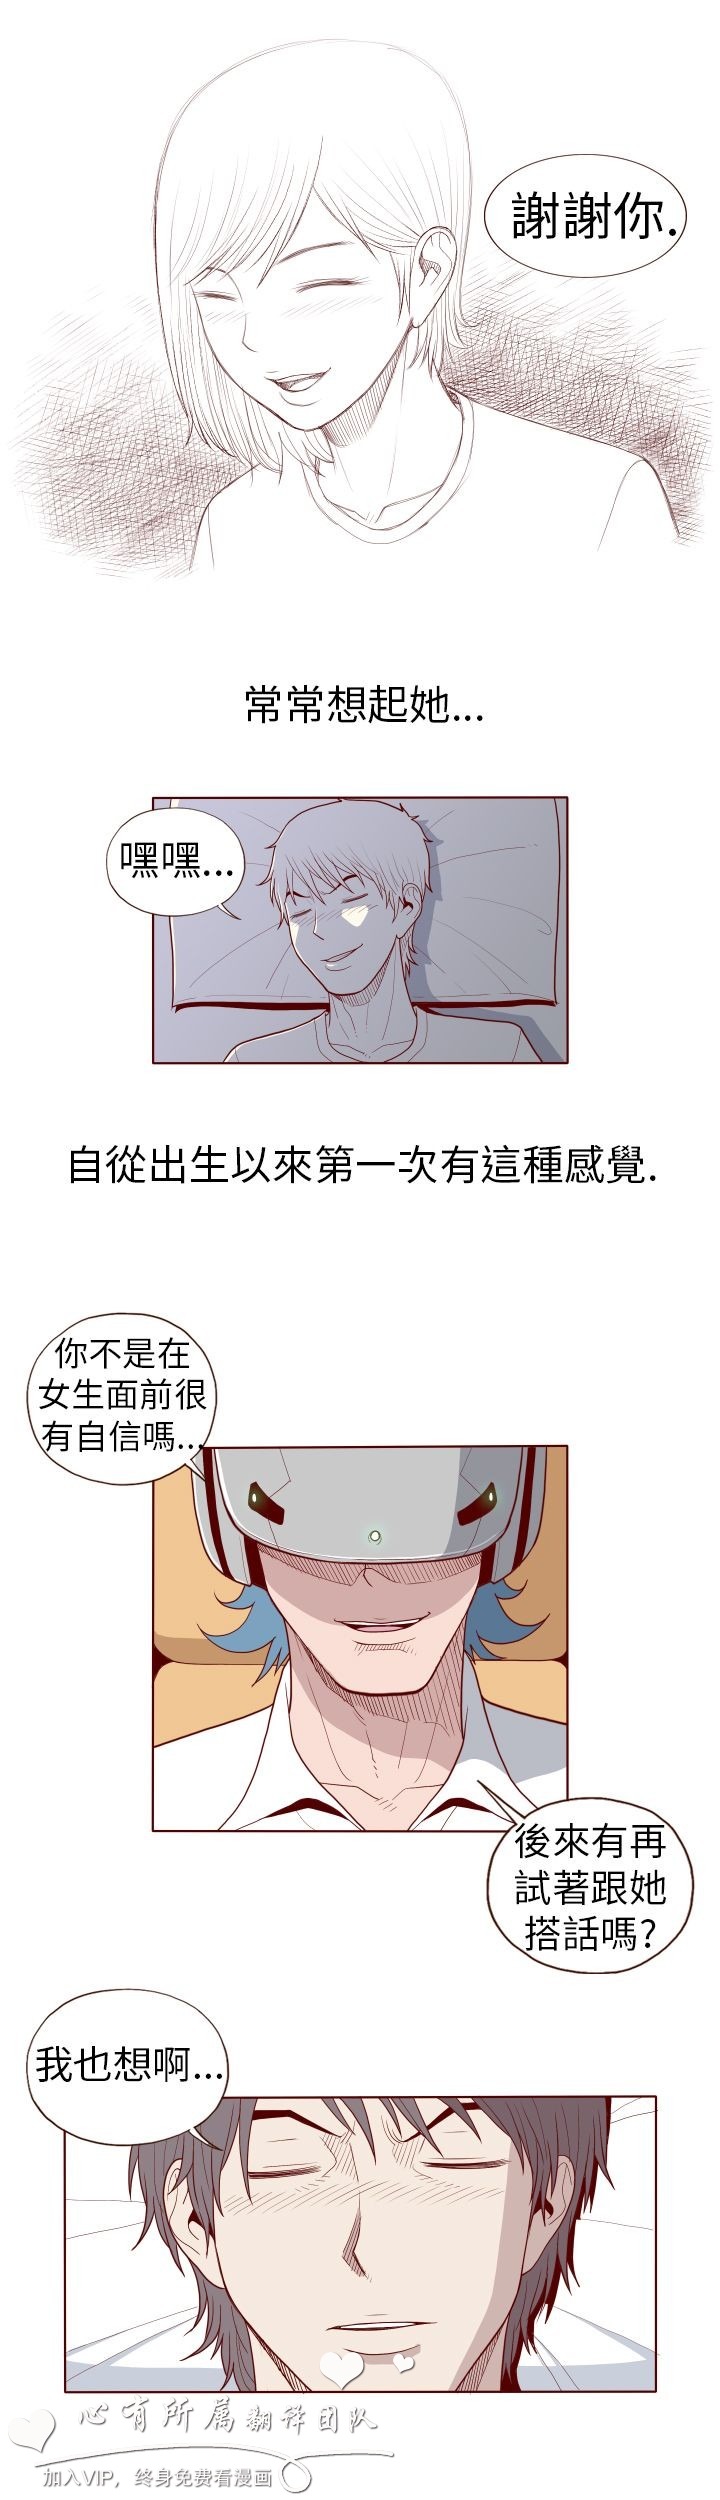 謝謝你.
常常想起她...
嘿嘿...
自從出生以來第一次有這種感覺.
你不是在
女生面前很
有自信嗎...
後來有再
試著跟她
搭話嗎?
我也想啊...
心有所属翻译团队
加入VIP，终身免费看漫画